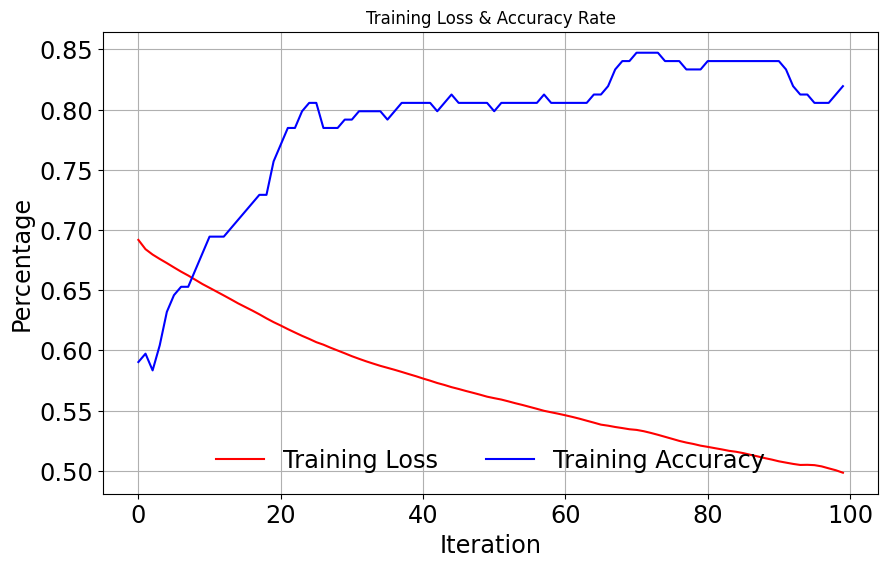 Training Loss & Accuracy Rate
0.85
0.80
0.75
0.70
0.65
0.60
0.55
0.50
Percentage
Training Loss
Training Accuracy
0 20 40 60 80 100
Iteration